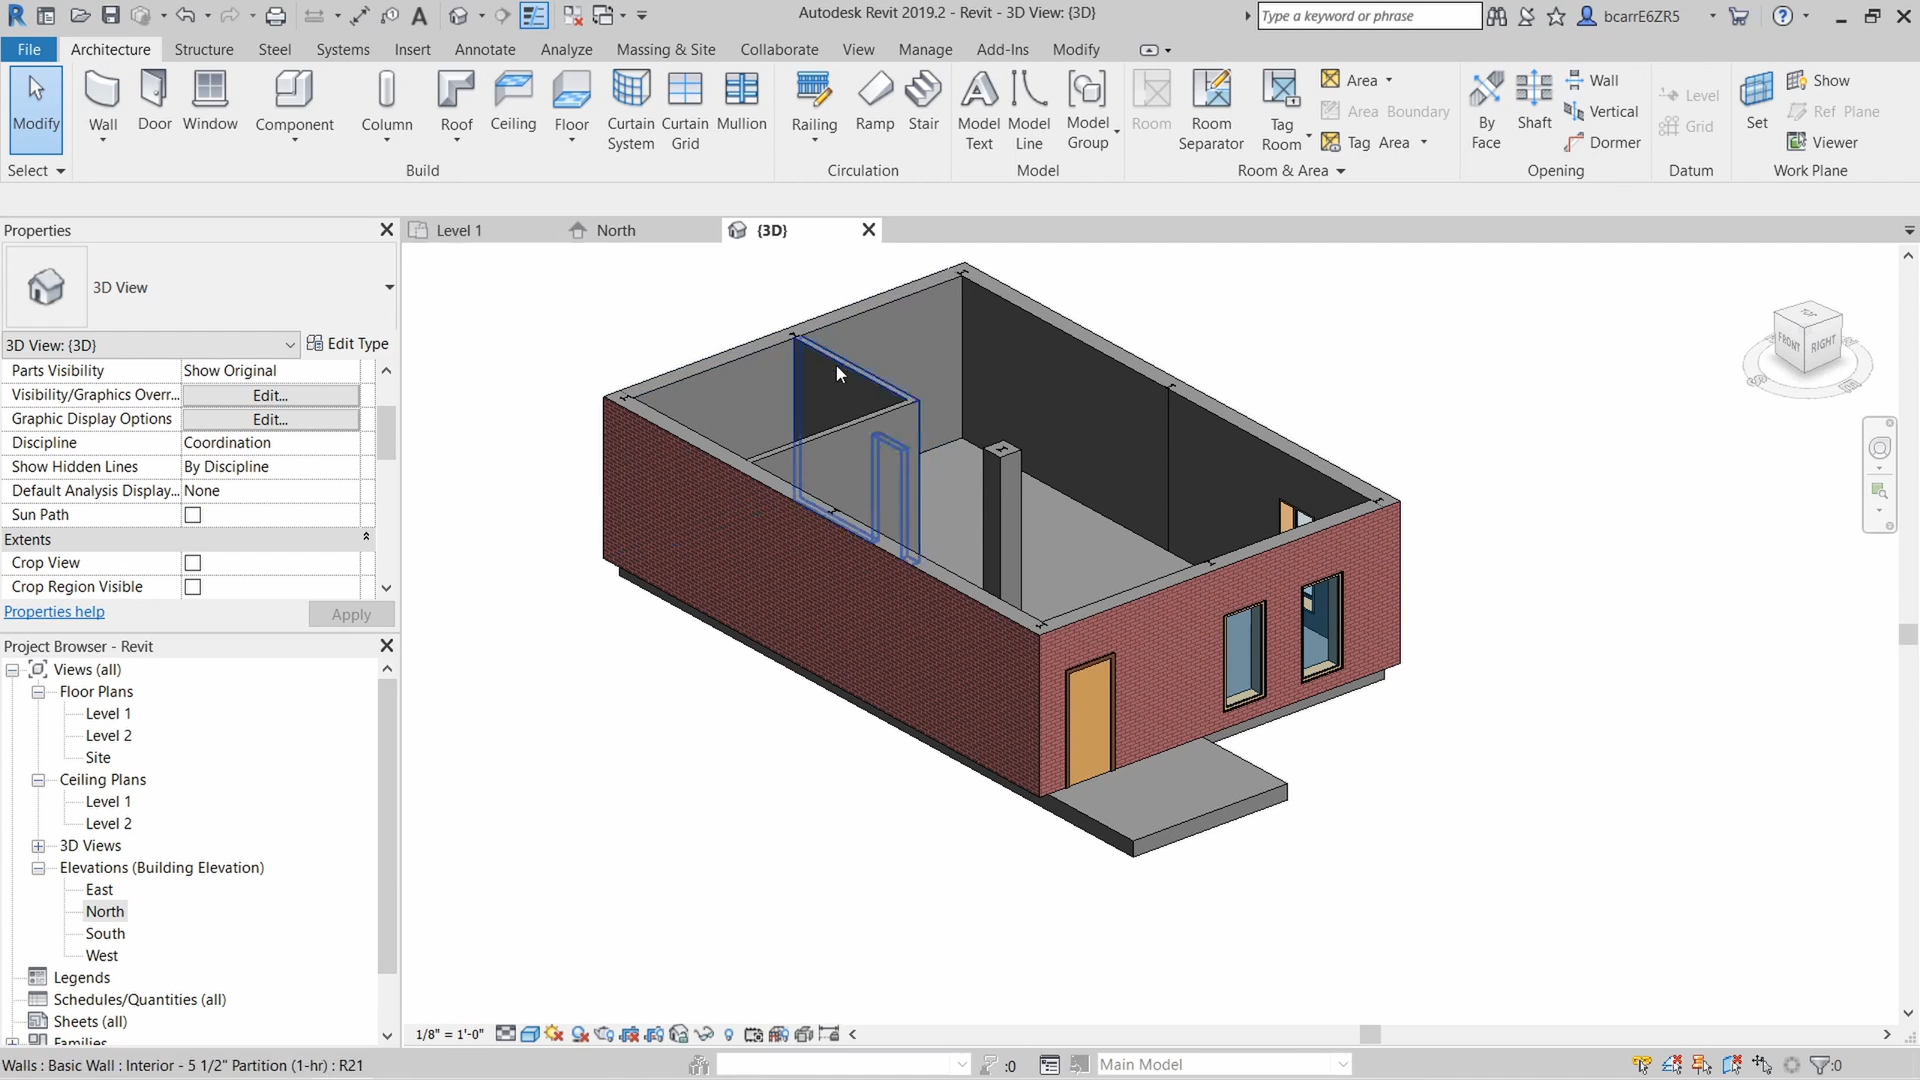 Autodesk Revit 2019.2 - Revit - 3D View: {3D}
Type a keyword or phrase
bcarrE6ZR5
File Architecture Structure Steel Systems Insert Annotate Analyze Massing & Site Collaborate View Manage Add-Ins Modify
Modify
Wall
Door
Window
Component
Column
Roof
Ceiling
Floor
Curtain System
Curtain Grid
Mullion
Railing
Ramp
Stair
Model Text
Model Line
Model Group
Room
Room Separator
Tag Room
Area
Area Boundary
Tag Area
By Face
Shaft
Wall
Vertical
Dormer
Level
Grid
Set
Show
Ref Plane
Viewer
Select
Build
Circulation
Model
Room & Area
Opening
Datum
Work Plane
Properties
Level 1
North
{3D}
3D View
3D View: {3D}
Edit Type
Parts Visibility Show Original
Visibility/Graphics Overr... Edit...
Graphic Display Options Edit...
Discipline Coordination
Show Hidden Lines By Discipline
Default Analysis Display... None
Sun Path
Extents
Crop View
Crop Region Visible
Properties help
Apply
Project Browser - Revit
Views (all)
Floor Plans
Level 1
Level 2
Site
Ceiling Plans
Level 1
Level 2
3D Views
Elevations (Building Elevation)
East
North
South
West
Legends
Schedules/Quantities (all)
Sheets (all)
Families
TOP
FRONT
RIGHT
1/8" = 1'-0"
Walls : Basic Wall : Interior - 5 1/2" Partition (1-hr) : R21
:0
Main Model
:0